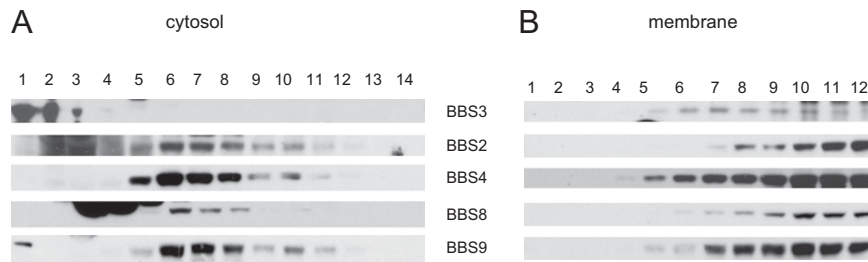 A cytosol
1 2 3 4 5 6 7 8 9 10 11 12 13 14
BBS3
BBS2
BBS4
BBS8
BBS9
B membrane
1 2 3 4 5 6 7 8 9 10 11 12